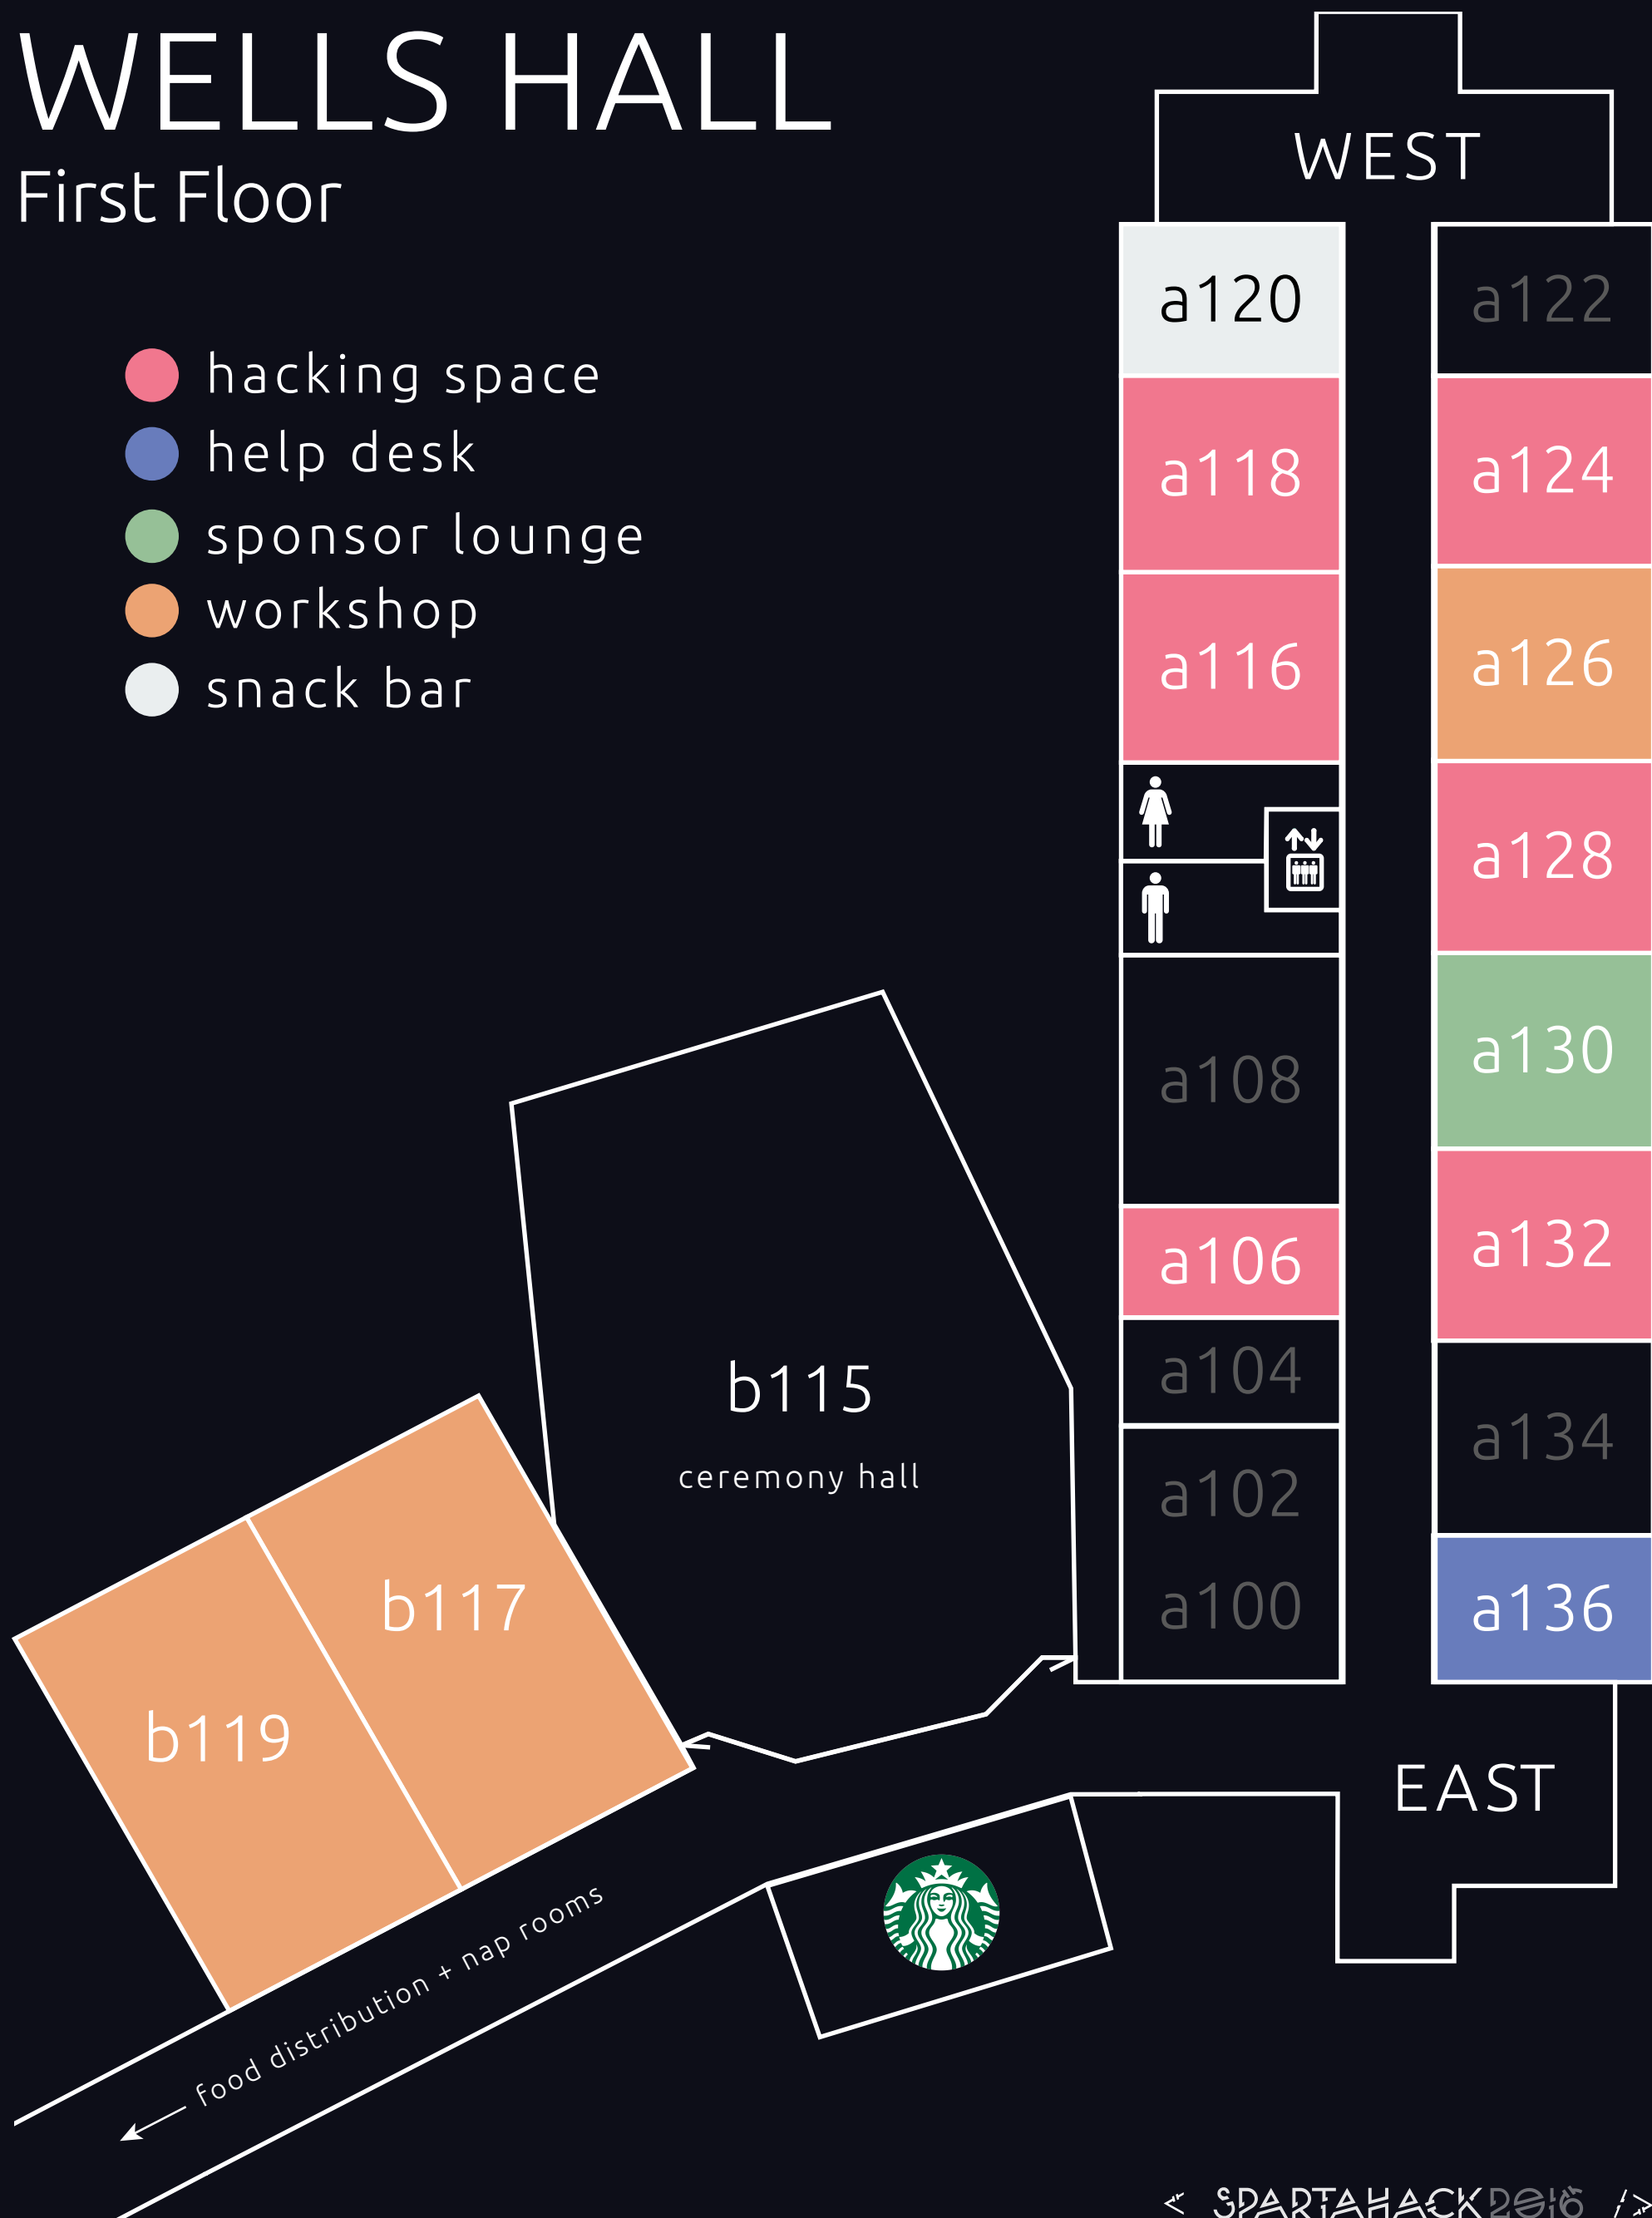 WELLS HALL
First Floor
hacking space
help desk
sponsor lounge
workshop
snack bar
WEST
a120
a118
a116
a108
a106
a104
a102
a100
a122
a124
a126
a128
a130
a132
a134
a136
b115
ceremony hall
b117
b119
EAST
food distribution + nap rooms
< SPARTAHACK2016 />